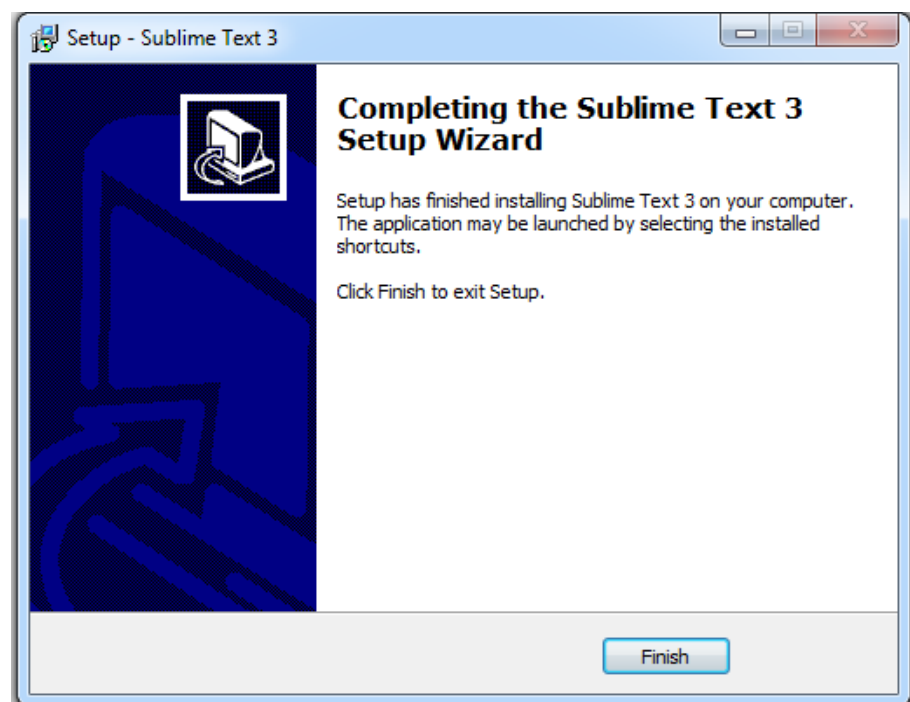 Setup - Sublime Text 3
Completing the Sublime Text 3
Setup Wizard
Setup has finished installing Sublime Text 3 on your computer.
The application may be launched by selecting the installed
shortcuts.
Click Finish to exit Setup.
Finish